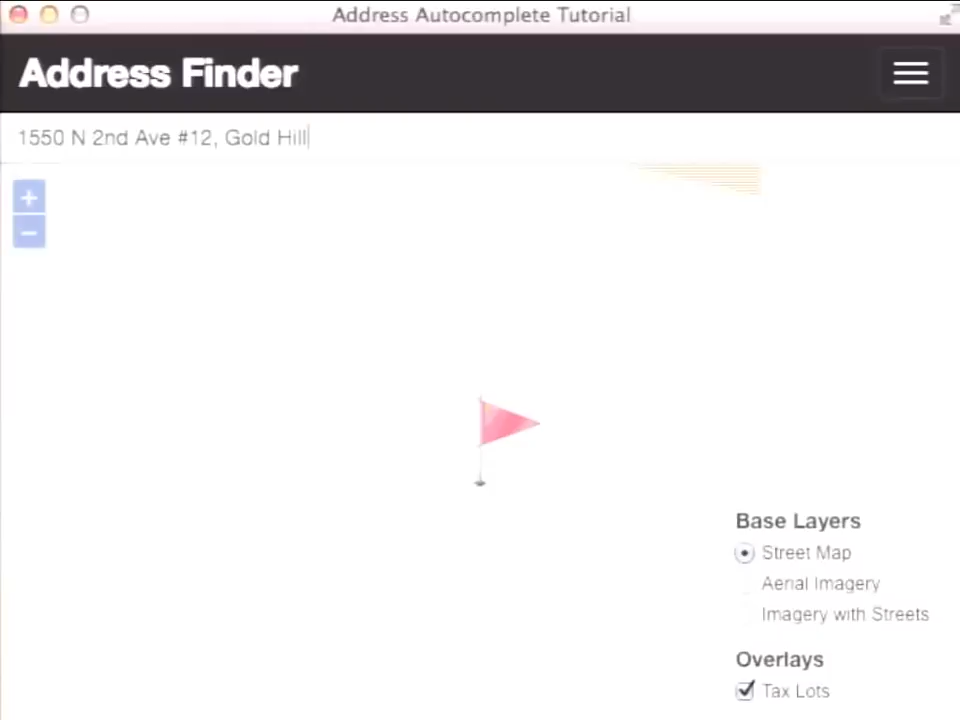 Address Autocomplete Tutorial
Address Finder
1550 N 2nd Ave #12, Gold Hill
+
−
Base Layers
Street Map
Aerial Imagery
Imagery with Streets
Overlays
Tax Lots